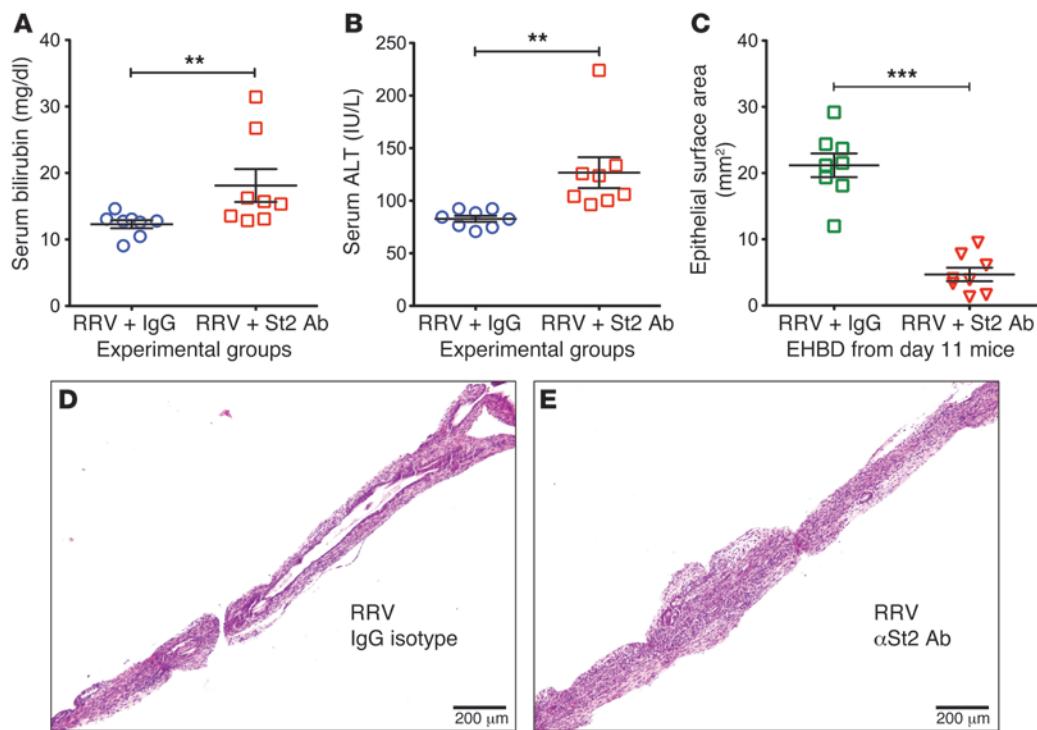 A
Serum bilirubin (mg/dl)
40
30
20
10
0
**
RRV + IgG RRV + St2 Ab
Experimental groups
B
Serum ALT (IU/L)
250
200
150
100
50
0
**
RRV + IgG RRV + St2 Ab
Experimental groups
C
Epithelial surface area
(mm²)
40
30
20
10
0
***
RRV + IgG RRV + St2 Ab
EHBD from day 11 mice
D
RRV
IgG isotype
200 μm
E
RRV
αSt2 Ab
200 μm